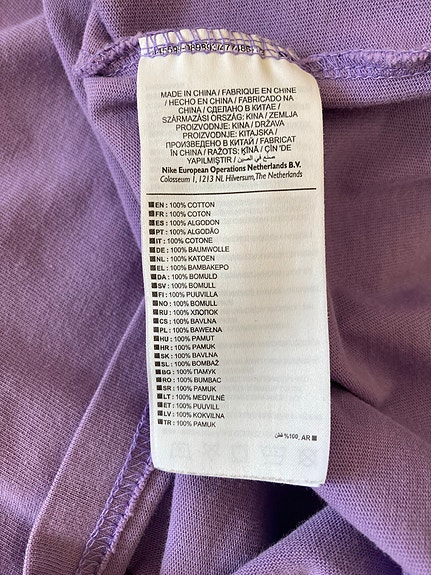 MADE IN CHINA / FABRIQUE EN CHINE
/ HECHO EN CHINA / FABRICADO NA
CHINA / СДЕЛАНО В КИТАЕ /
SZÁRMAZÁSI ORSZÁG: KINA / ZEMLJA
PROIZVODNJE: KINA / DRŽAVA
PROIZVODNJE: KITAJSKA /
ПРОИЗВЕДЕНО В КИТАЙ / FABRICAT
ÎN CHINA / RAŽOTS: ĶĪNĀ / ÇİN 'DE
YAPILMIŞTIR / صنع في الصين
Nike European Operations Netherlands B.V.
Colosseum 1, 1213 NL Hilversum, The Netherlands
EN : 100% COTTON
FR : 100% COTON
ES : 100% ALGODON
PT : 100% ALGODÃO
IT : 100% COTONE
DE : 100% BAUMWOLLE
NL : 100% KATOEN
EL : 100% ΒΑΜΒΑΚΕΡΟ
DA : 100% BOMULD
SV : 100% BOMULL
FI : 100% PUUVILLA
NO : 100% BOMULL
RU : 100% ХЛОПОК
CS : 100% BAVLNA
PL : 100% BAWEŁNA
HU : 100% PAMUT
HR : 100% PAMUK
SK : 100% BAVLNA
SL : 100% BOMBAŽ
BG : 100% ПАМУК
RO : 100% BUMBAC
SR : 100% PAMUK
LT : 100% MEDVILNĖ
ET : 100% PUUVILL
LV : 100% KOKVILNA
TR : 100% PAMUK
AR ,100% قطن